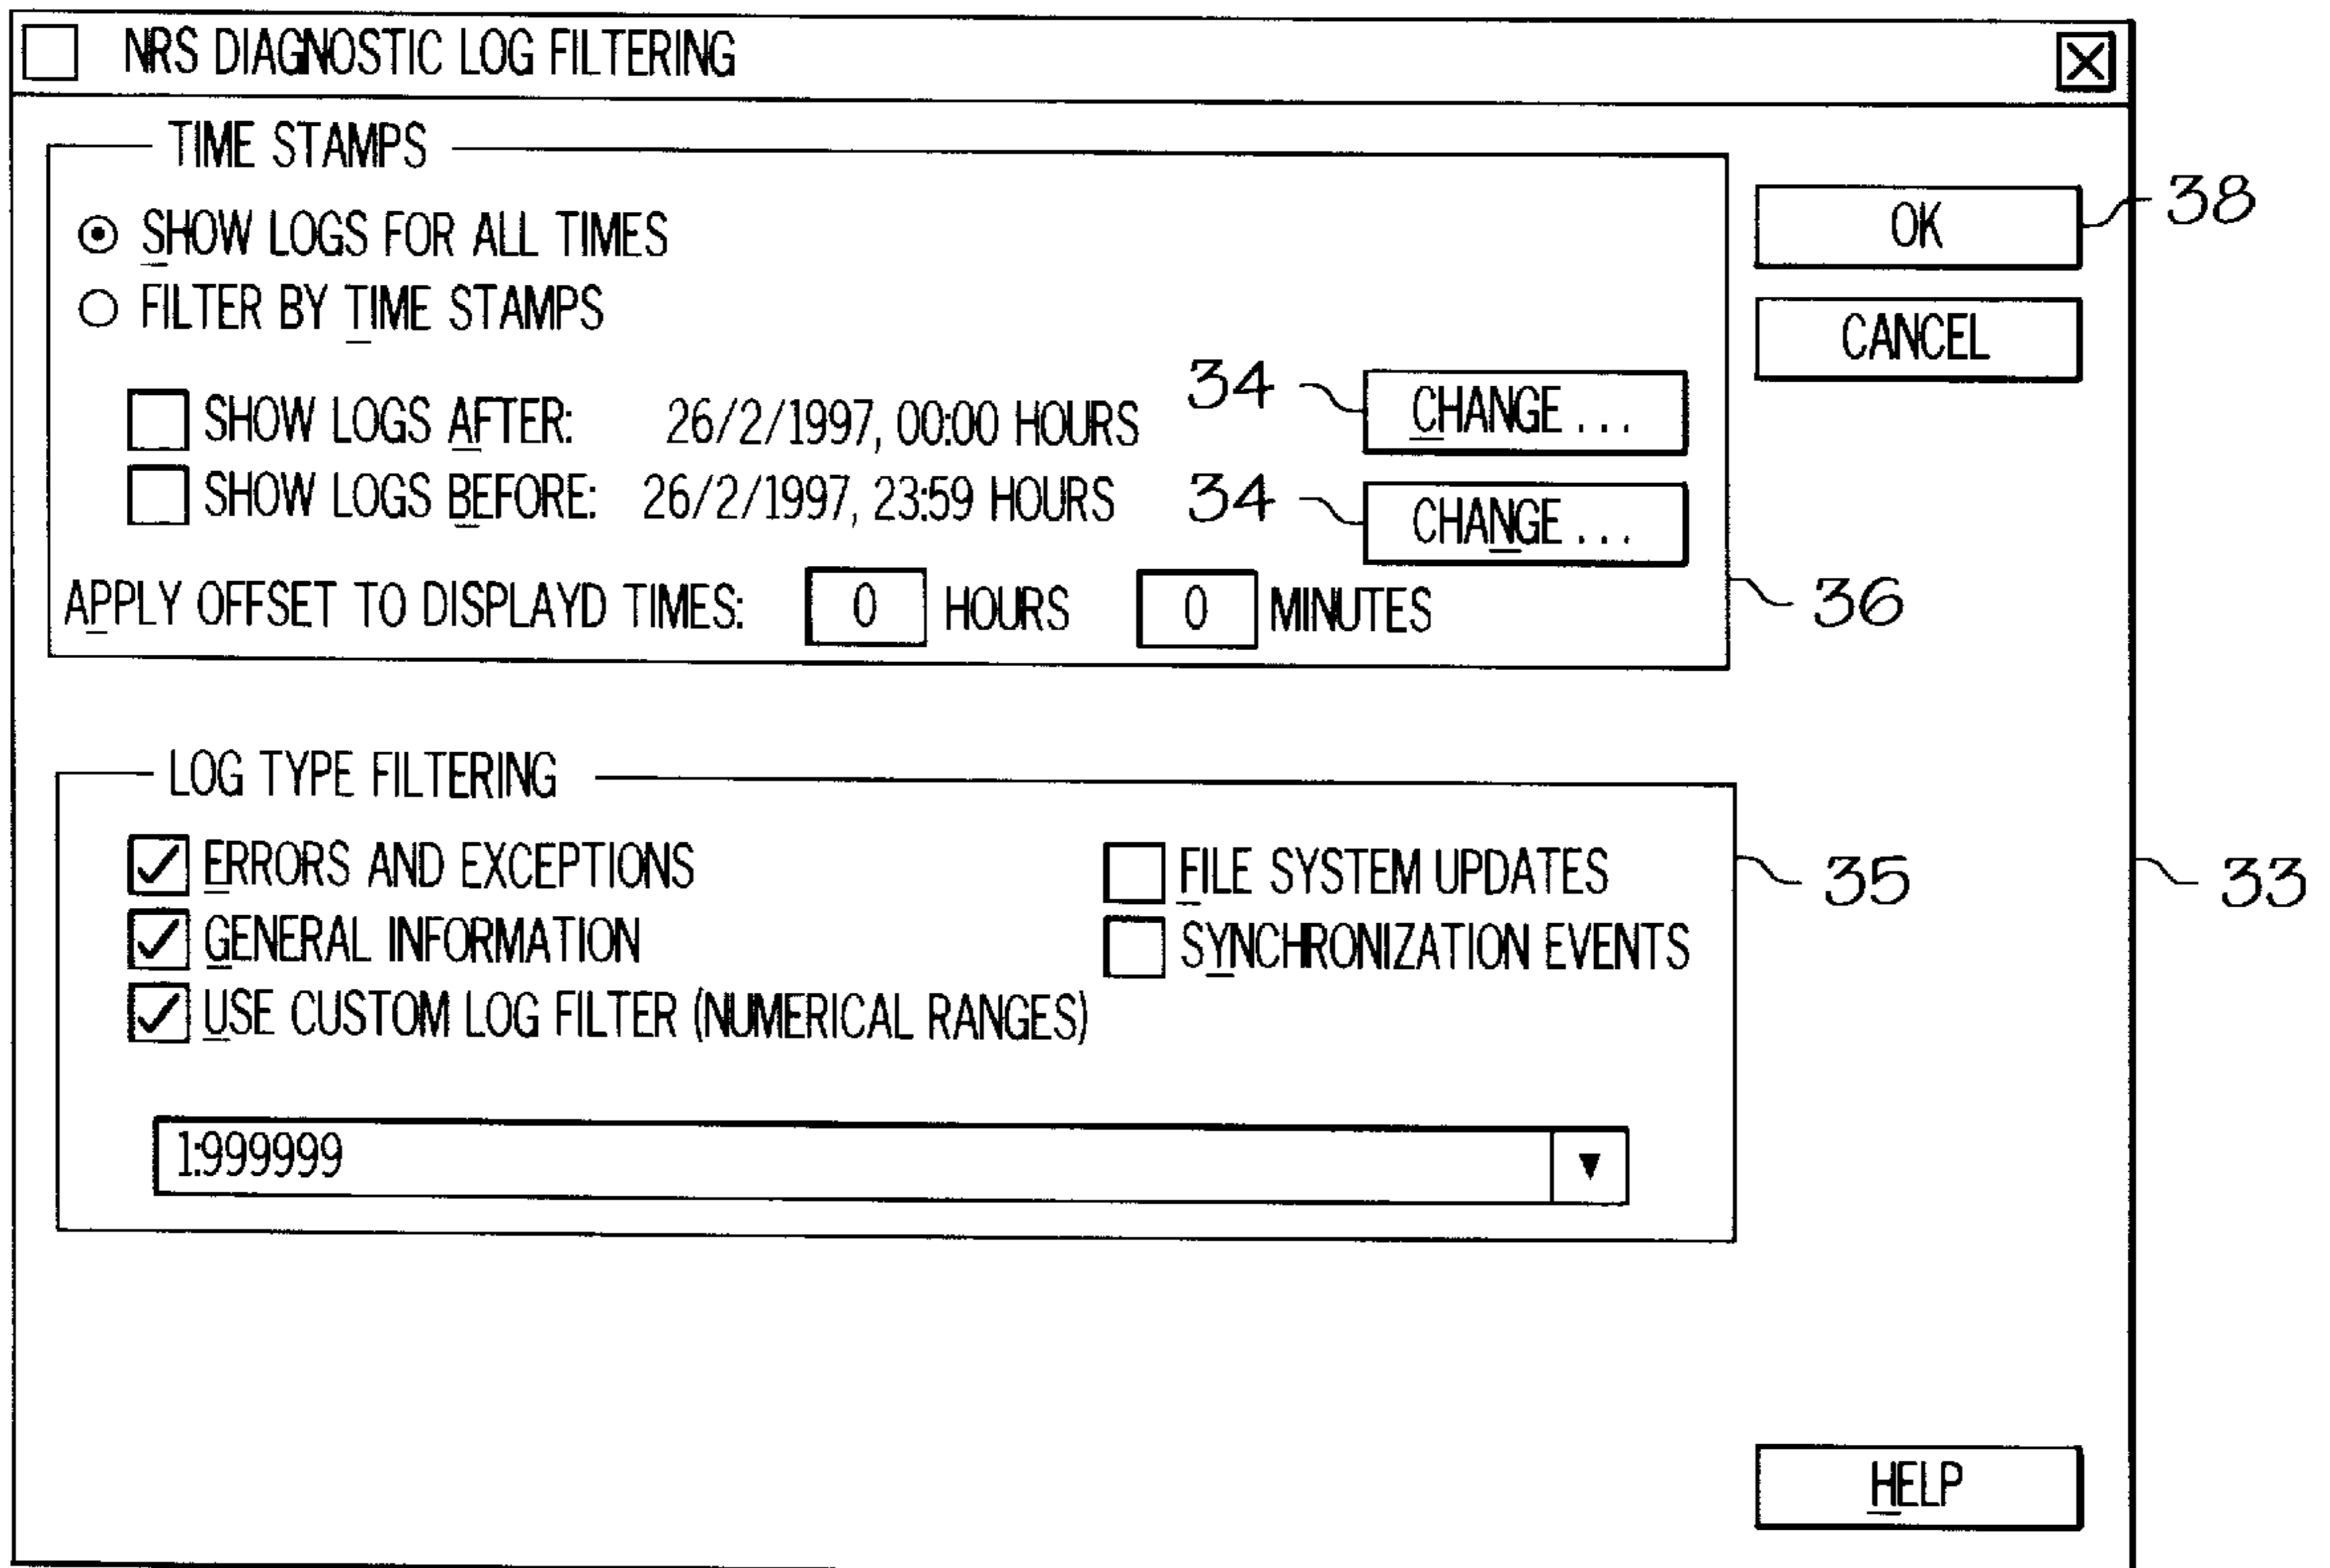 NRS DIAGNOSTIC LOG FILTERING
TIME STAMPS
SHOW LOGS FOR ALL TIMES
FILTER BY TIME STAMPS
SHOW LOGS AFTER: 26/2/1997, 00:00 HOURS
34
CHANGE...
SHOW LOGS BEFORE: 26/2/1997, 23:59 HOURS
34
CHANGE...
APPLY OFFSET TO DISPLAYD TIMES: 0 HOURS 0 MINUTES
36
OK
38
CANCEL
LOG TYPE FILTERING
ERRORS AND EXCEPTIONS
FILE SYSTEM UPDATES
GENERAL INFORMATION
SYNCHRONIZATION EVENTS
USE CUSTOM LOG FILTER (NUMERICAL RANGES)
1:999999
35
33
HELP